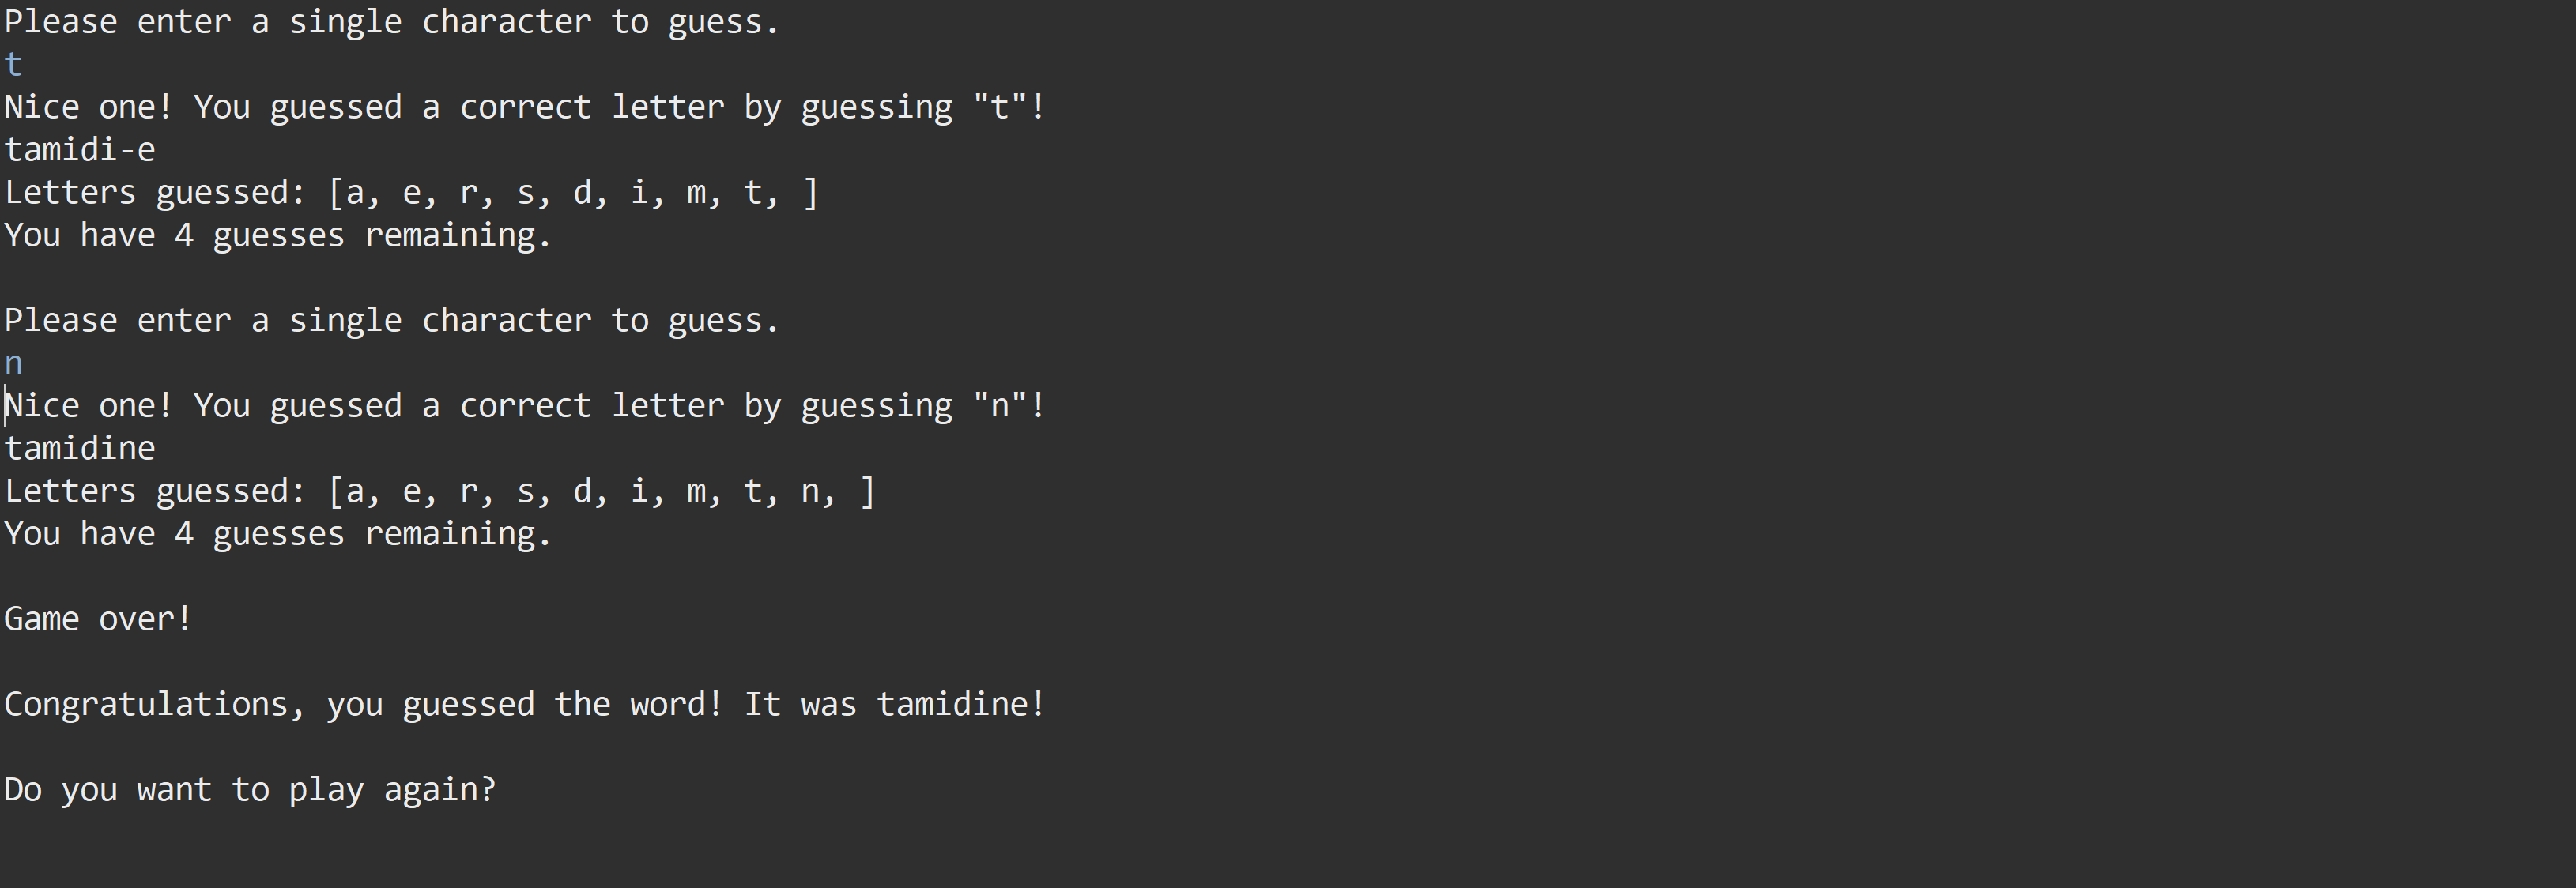 Please enter a single character to guess.
t
Nice one! You guessed a correct letter by guessing "t"!
tamidi-e
Letters guessed: [a, e, r, s, d, i, m, t, ]
You have 4 guesses remaining.
Please enter a single character to guess.
n
Nice one! You guessed a correct letter by guessing "n"!
tamidine
Letters guessed: [a, e, r, s, d, i, m, t, n, ]
You have 4 guesses remaining.
Game over!
Congratulations, you guessed the word! It was tamidine!
Do you want to play again?